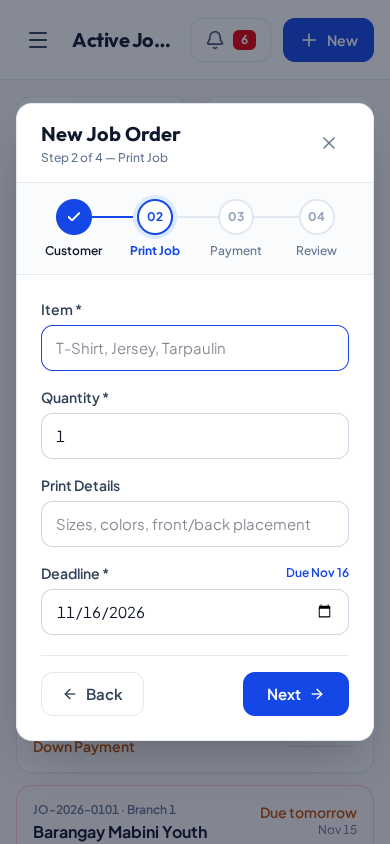 Active Jo...
6
New
New Job Order
Step 2 of 4 — Print Job
02
03
04
Customer
Print Job
Payment
Review
Item *
T-Shirt, Jersey, Tarpaulin
Quantity *
1
Print Details
Sizes, colors, front/back placement
Deadline *
Due Nov 16
11/16/2026
Back
Next
Down Payment
JO-2026-0101 · Branch 1
Due tomorrow
Barangay Mabini Youth
Nov 15